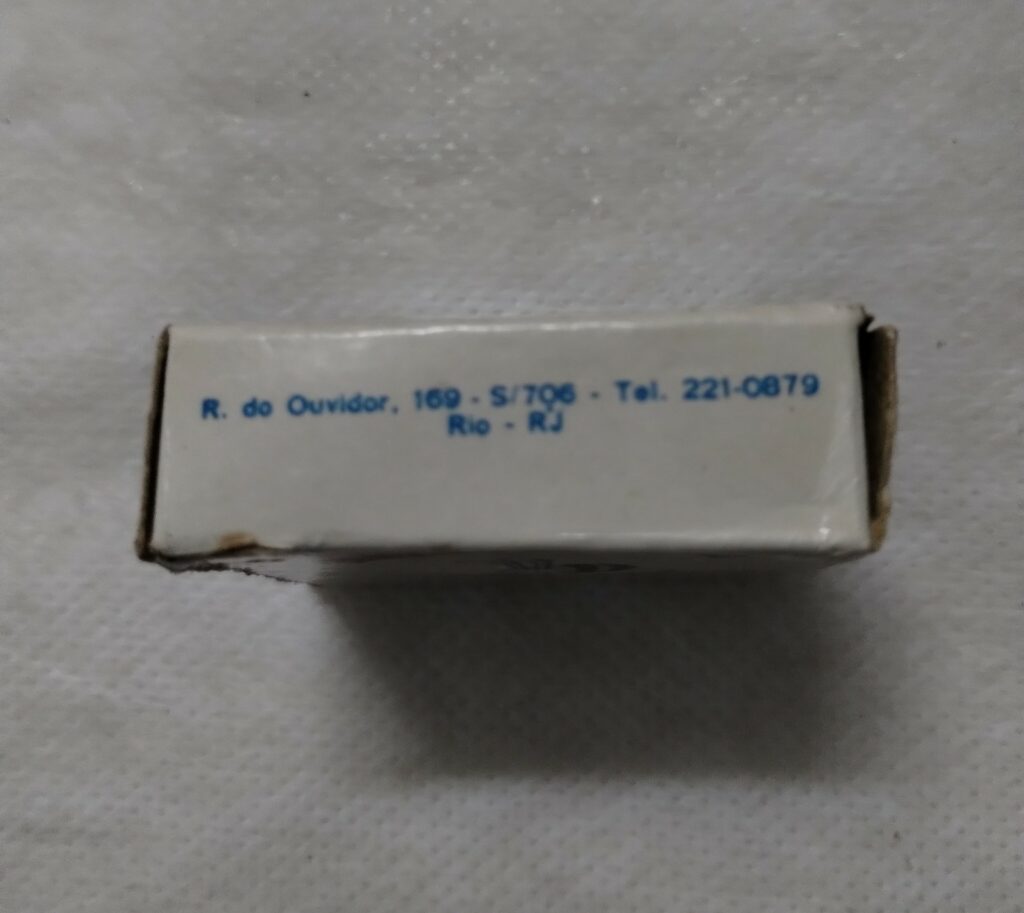 R. do Ouvidor, 169 - S/706 - Tel. 221-0879
Rio - RJ